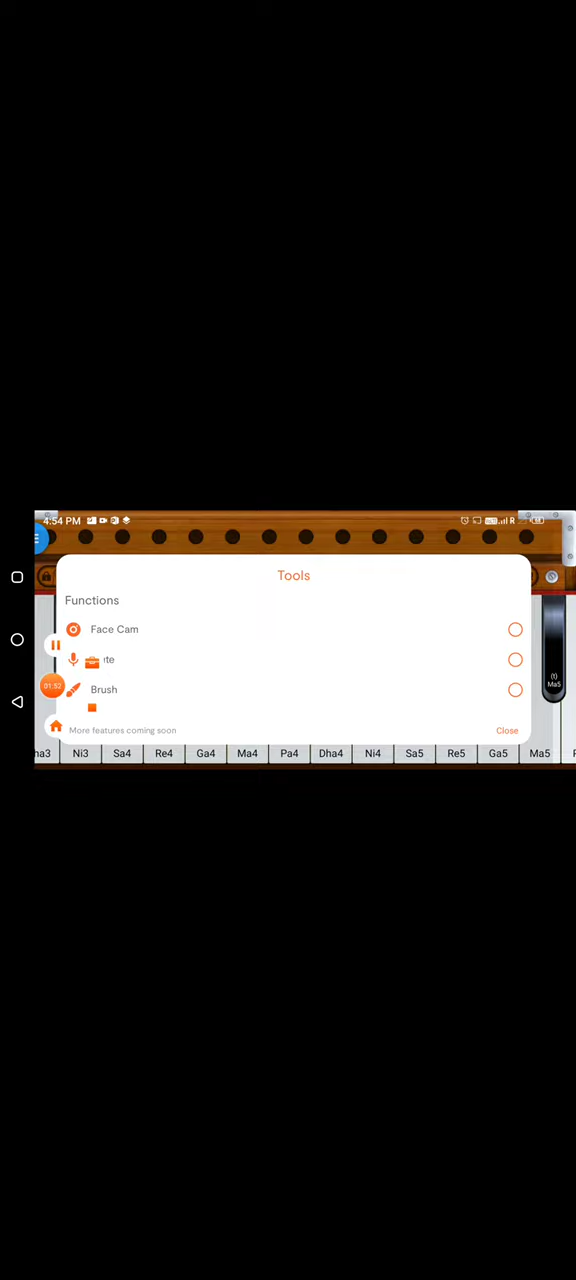 4:54 PM
R
Tools
Functions
Face Cam
Brush
More features coming soon
Close
01:52
(t)
Ma5
Ni3 Sa4 Re4 Ga4 Ma4 Pa4 Dha4 Ni4 Sa5 Re5 Ga5 Ma5